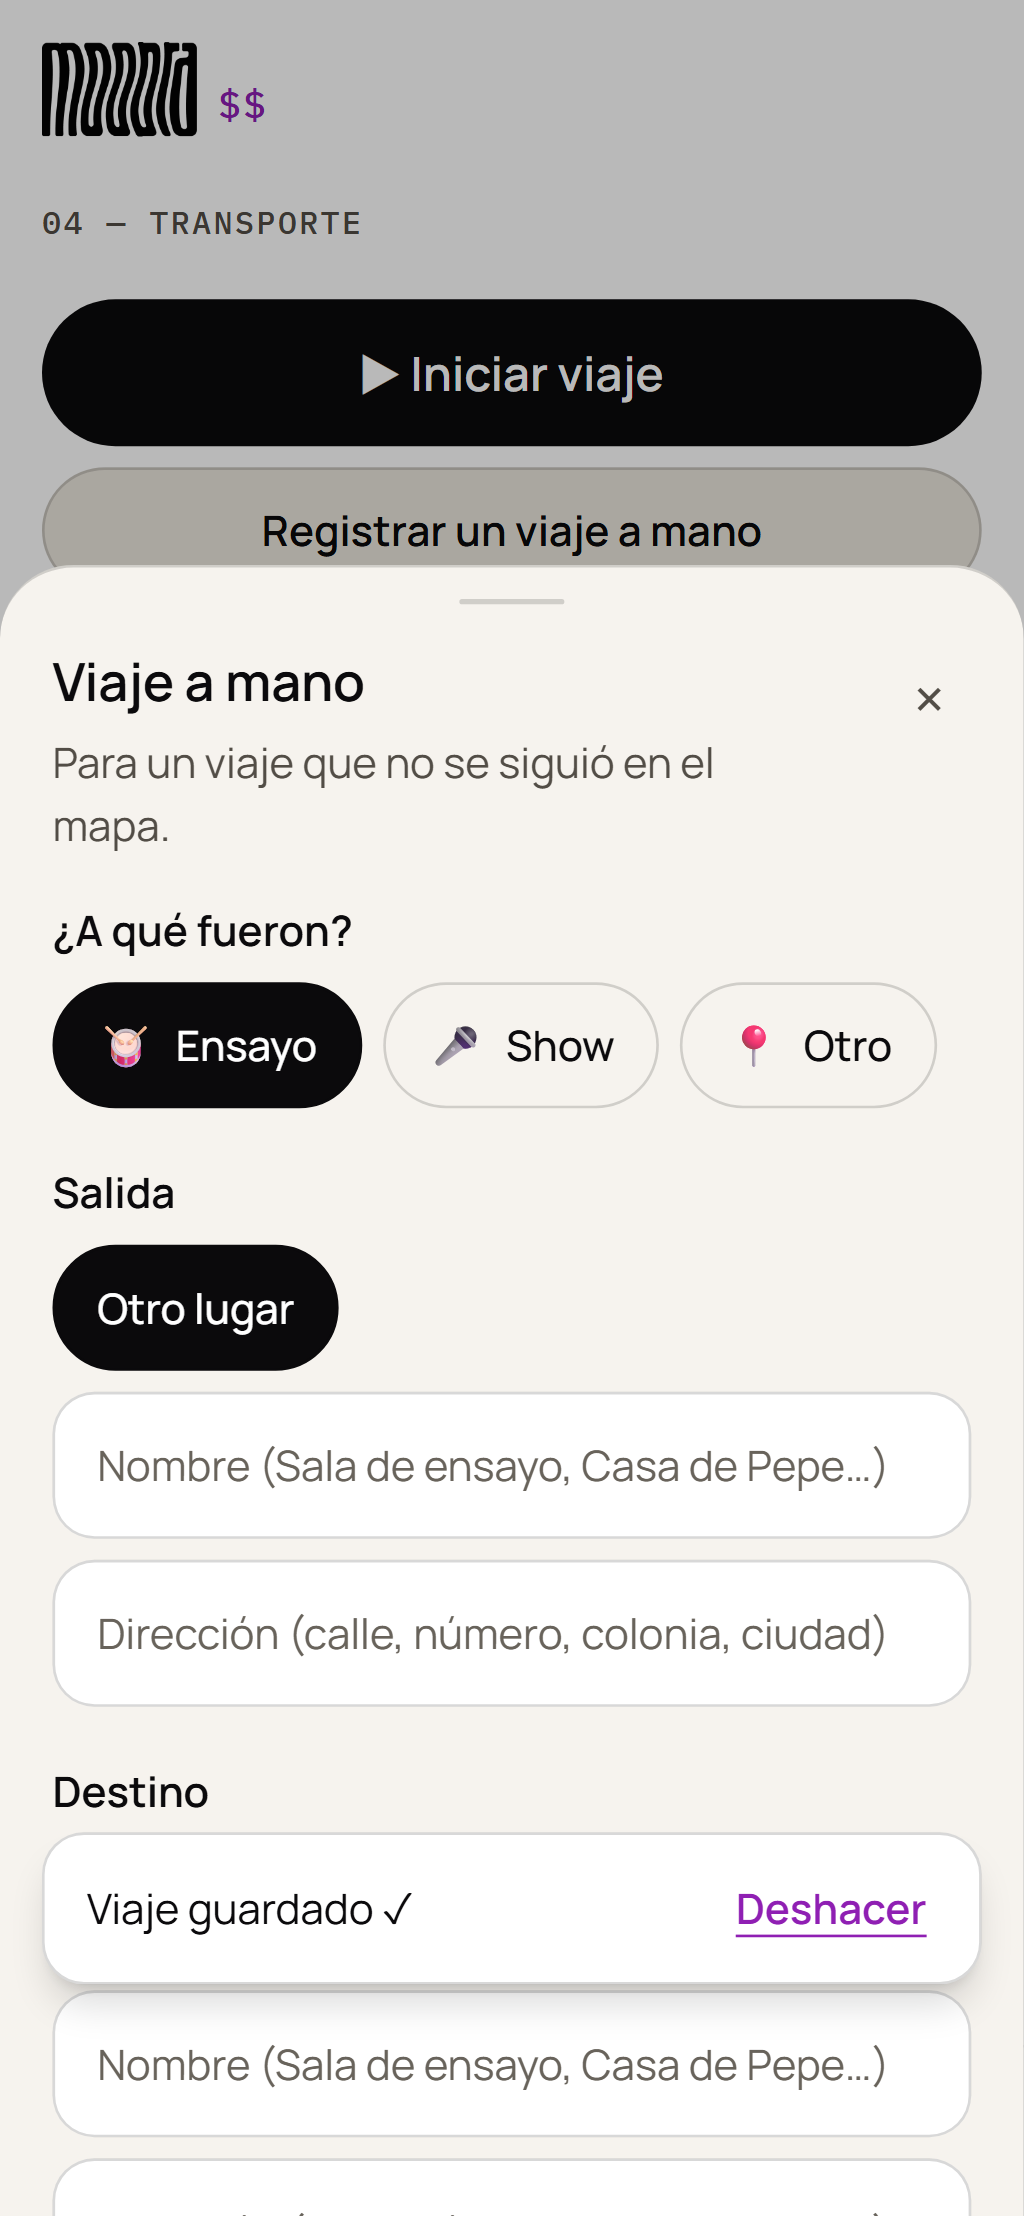 moonra $$
04 — TRANSPORTE
▶ Iniciar viaje
Registrar un viaje a mano
Viaje a mano
×
Para un viaje que no se siguió en el
mapa.
¿A qué fueron?
Ensayo Show Otro
Salida
Otro lugar
Nombre (Sala de ensayo, Casa de Pepe...)
Dirección (calle, número, colonia, ciudad)
Destino
Viaje guardado ✓ Deshacer
Nombre (Sala de ensayo, Casa de Pepe...)